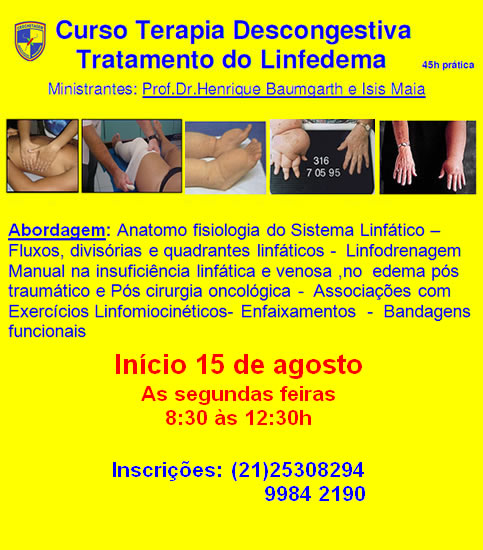 Curso Terapia Descongestiva
Tratamento do Linfedema
45h prática
Ministrantes: Prof.Dr.Henrique Baumgarth e Isis Maia
316
7 05 95
Abordagem: Anatomo fisiologia do Sistema Linfático –
Fluxos, divisórias e quadrantes linfáticos - Linfodrenagem
Manual na insuficiência linfática e venosa ,no edema pós
traumático e Pós cirurgia oncológica - Associações com
Exercícios Linfomiocinéticos- Enfaixamentos - Bandagens
funcionais
Início 15 de agosto
As segundas feiras
8:30 às 12:30h
Inscrições: (21)25308294
9984 2190